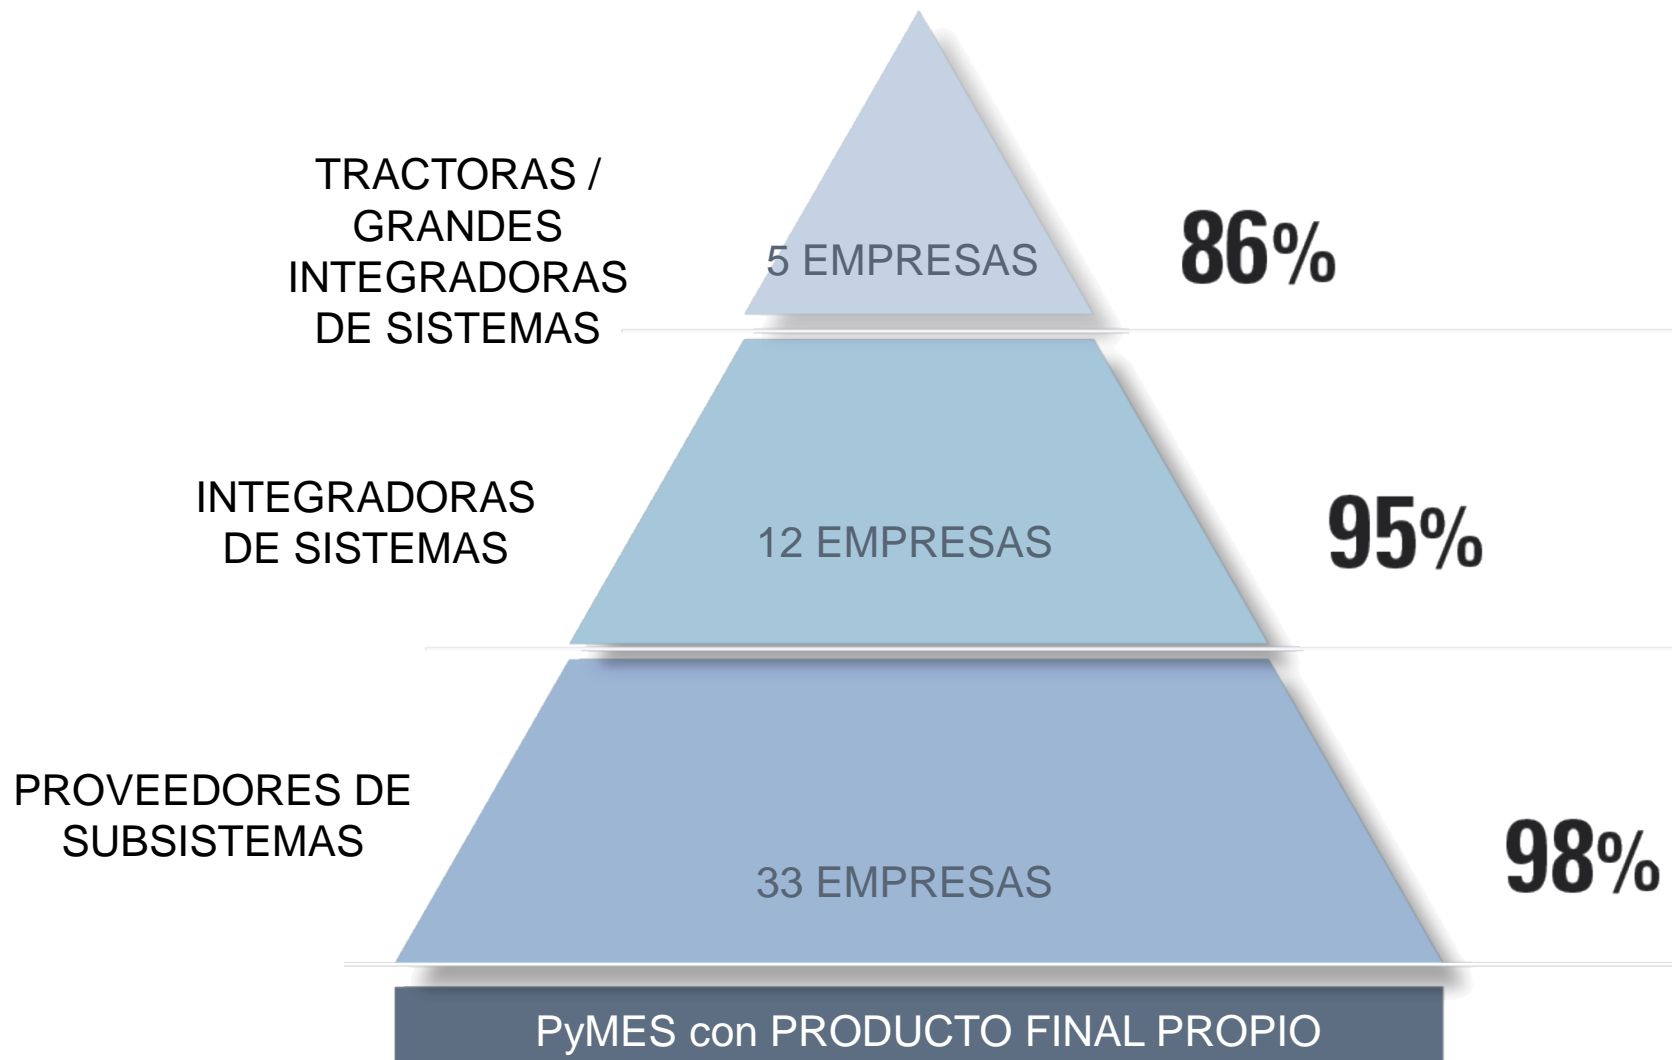 TRACTORAS /
GRANDES
INTEGRADORAS
DE SISTEMAS
5 EMPRESAS
86%
INTEGRADORAS
DE SISTEMAS
12 EMPRESAS
95%
PROVEEDORES DE
SUBSISTEMAS
33 EMPRESAS
98%
PyMES con PRODUCTO FINAL PROPIO